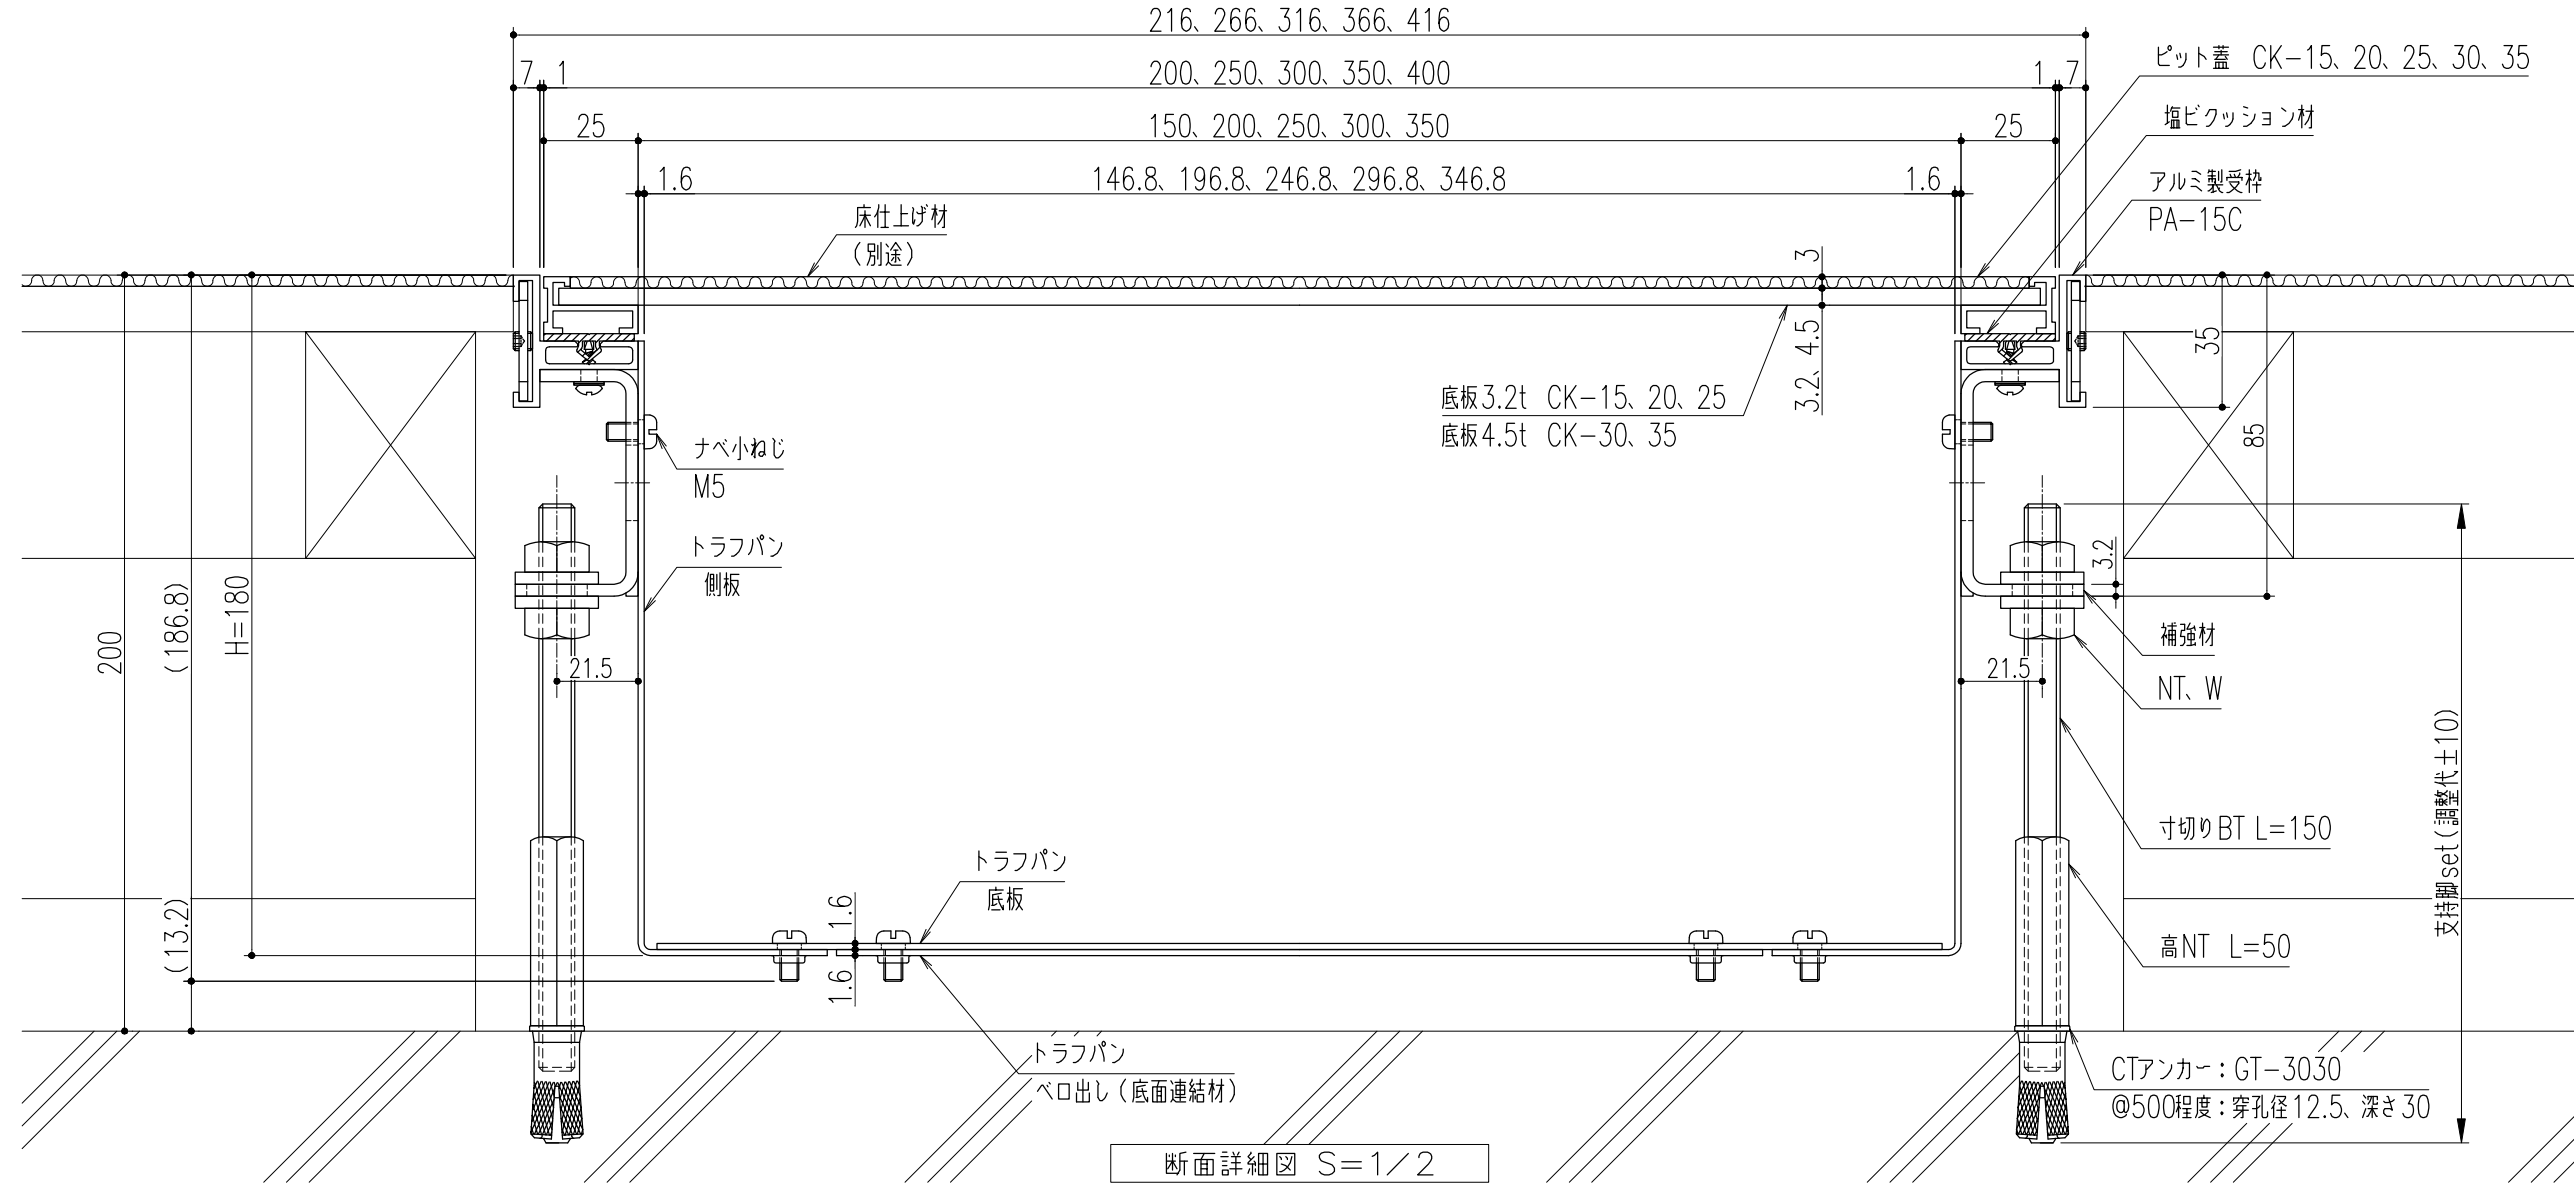 216、266、316、366、416
ピット蓋 CK-15、20、25、30、35
7 1
200、250、300、350、400
1 7
25
150、200、250、300、350
25
塩ビクッション材
1.6
146.8、196.8、246.8、296.8、346.8
1.6
アルミ製受枠
PA-15C
床仕上げ材
(別途)
3
3.2、4.5
35
85
底板3.2t CK-15、20、25
底板4.5t CK-30、35
ナベ小ねじ
M5
トラフパン
側板
3.2
200
(186.8)
H=180
補強材
21.5
21.5
NT、W
支持脚set(調整代±10)
寸切りBT L=150
トラフパン
底板
1.6
(13.2)
高NT L=50
1.6
トラフパン
ベロ出し(底面連結材)
CTアンカー:GT-3030
@500程度:穿孔径12.5、深さ30
断面詳細図 S=1/2